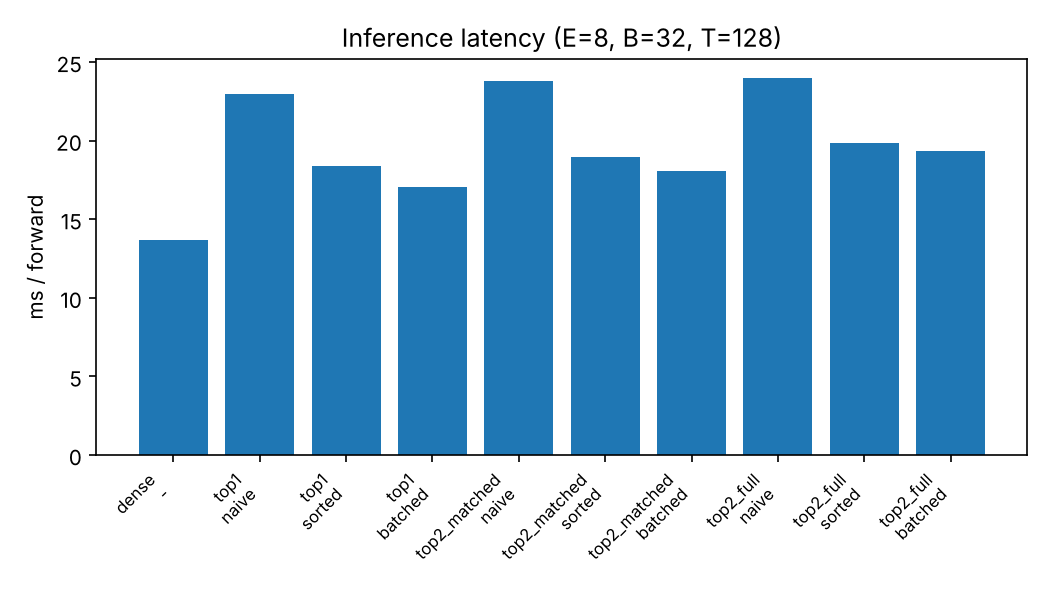 Inference latency (E=8, B=32, T=128)
ms / forward
25
20
15
10
5
0
dense
-
top1
naive
top1
sorted
top1
batched
top2_matched
naive
top2_matched
sorted
top2_matched
batched
top2_full
naive
top2_full
sorted
top2_full
batched